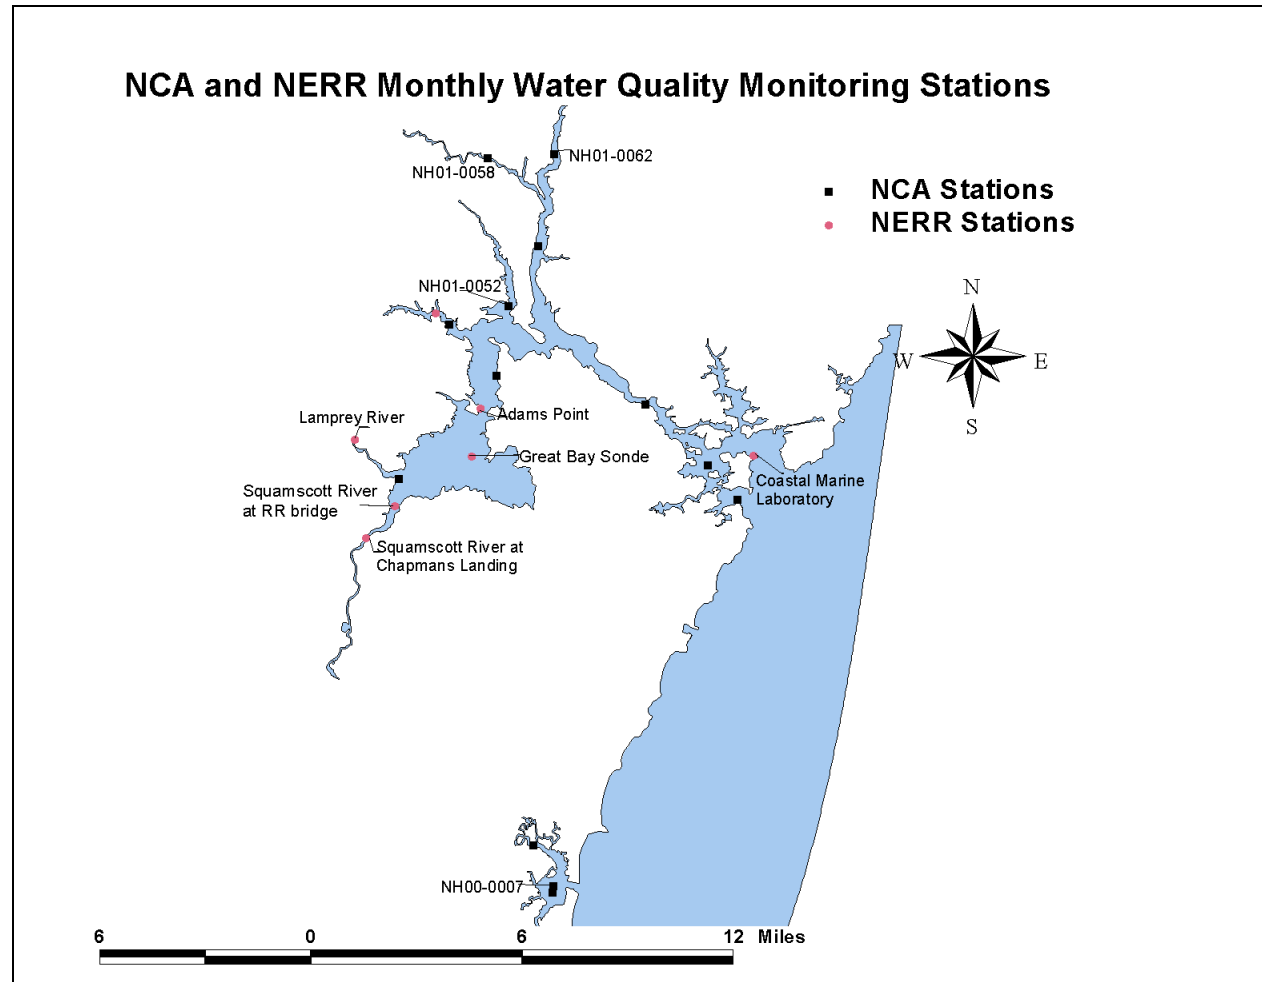 NCA and NERR Monthly Water Quality Monitoring Stations
NH01-0062
NH01-0058
NCA Stations
NERR Stations
NH01-0052
N
W
E
S
Lamprey River
Adams Point
Great Bay Sonde
Squamscott River
at RR bridge
Coastal Marine
Laboratory
Squamscott River at
Chapmans Landing
NH00-0007
6
0
6
12 Miles